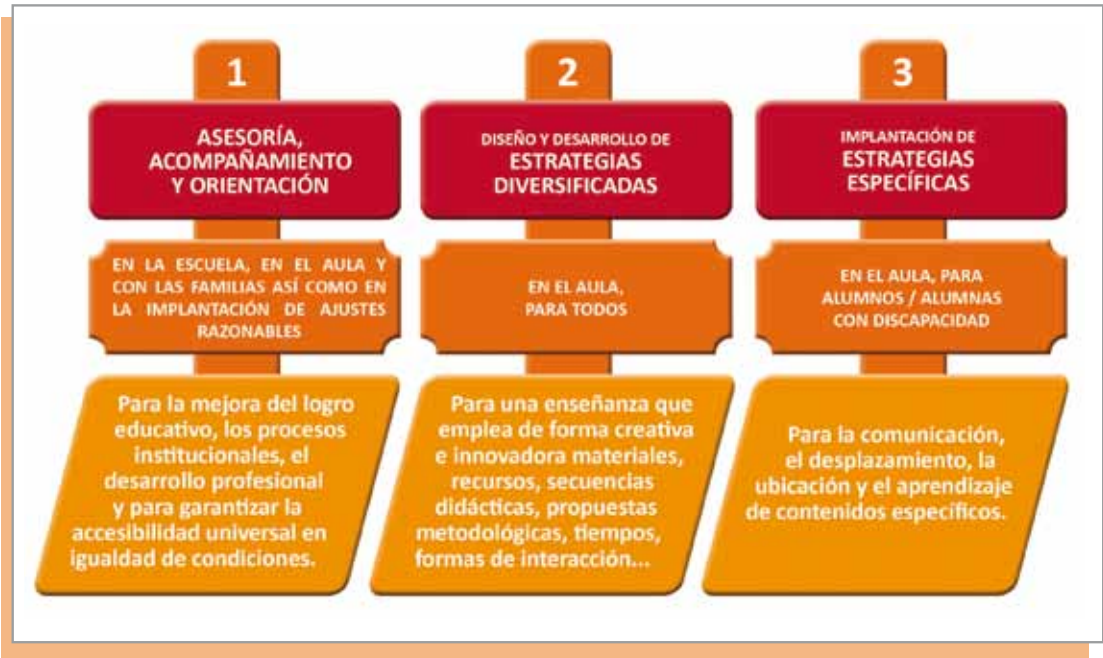 1
ASESORÍA,
ACOMPAÑAMIENTO
Y ORIENTACIÓN
EN LA ESCUELA, EN EL AULA Y
CON LAS FAMILIAS ASÍ COMO EN
LA IMPLANTACIÓN DE AJUSTES
RAZONABLES
Para la mejora del logro
educativo, los procesos
institucionales, el
desarrollo profesional
y para garantizar la
accesibilidad universal en
igualdad de condiciones.
2
DISEÑO Y DESARROLLO DE
ESTRATEGIAS
DIVERSIFICADAS
EN EL AULA,
PARA TODOS
Para una enseñanza que
emplea de forma creativa
e innovadora materiales,
recursos, secuencias
didácticas, propuestas
metodológicas, tiempos,
formas de interacción...
3
IMPLANTACIÓN DE
ESTRATEGIAS
ESPECÍFICAS
EN EL AULA, PARA
ALUMNOS / ALUMNAS
CON DISCAPACIDAD
Para la comunicación,
el desplazamiento, la
ubicación y el aprendizaje
de contenidos específicos.